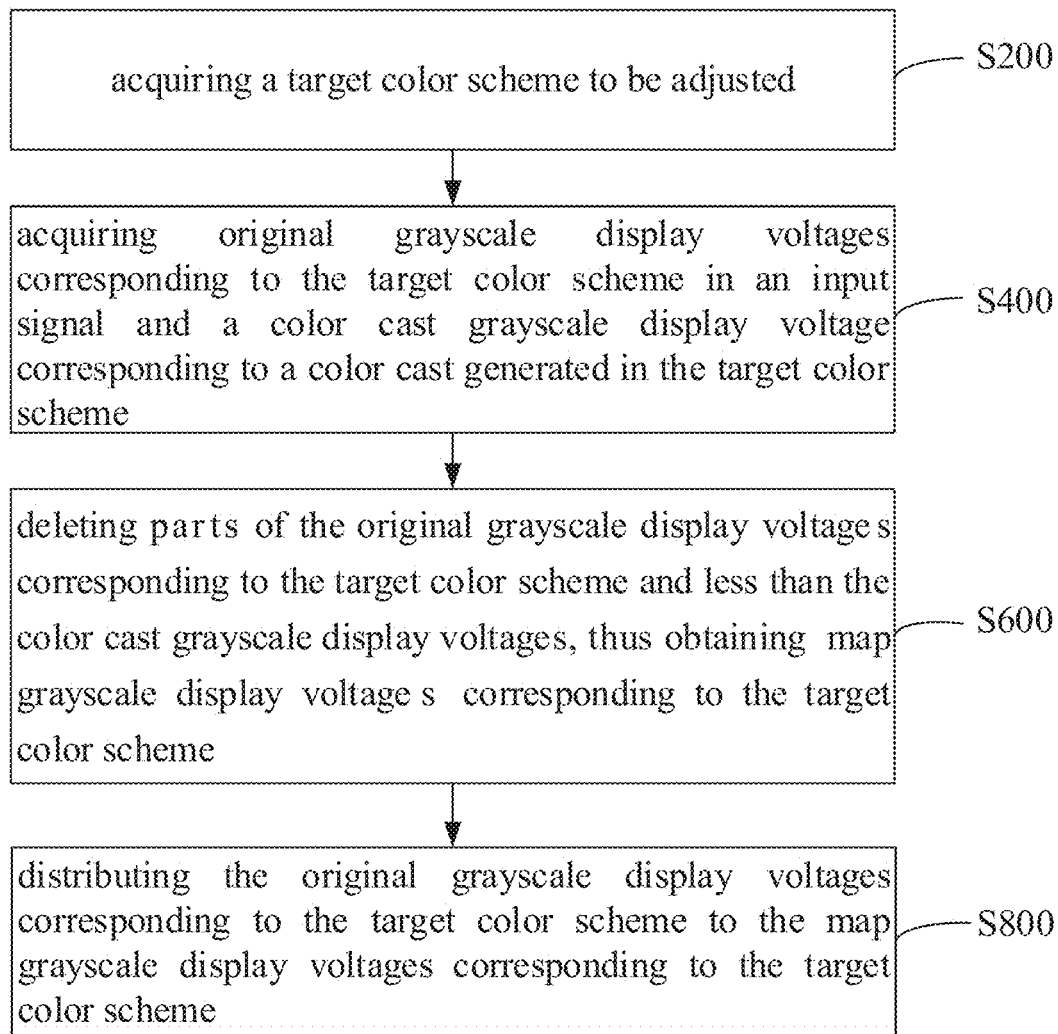 acquiring a target color scheme to be adjusted
S200
acquiring original grayscale display voltages
corresponding to the target color scheme in an input
signal and a color cast grayscale display voltage
corresponding to a color cast generated in the target color
scheme
S400
deleting parts of the original grayscale display voltages
corresponding to the target color scheme and less than the
color cast grayscale display voltages, thus obtaining map
grayscale display voltages corresponding to the target
color scheme
S600
distributing the original grayscale display voltages
corresponding to the target color scheme to the map
grayscale display voltages corresponding to the target
color scheme
S800